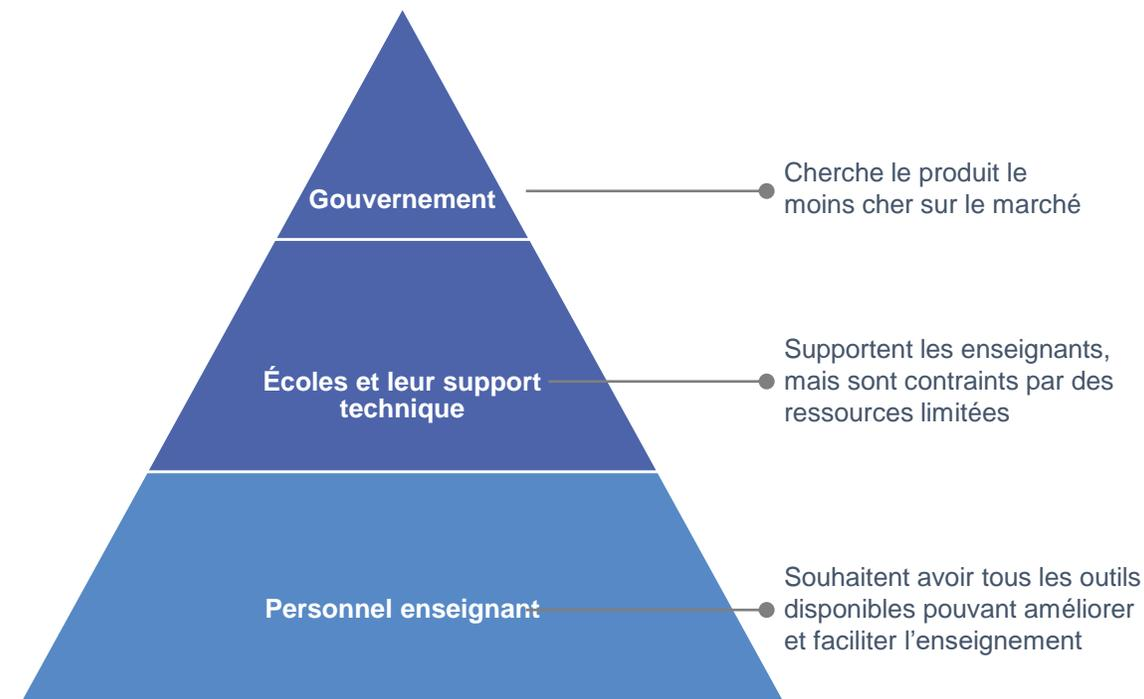 Gouvernement
Cherche le produit le
moins cher sur le marché
Écoles et leur support
technique
Supportent les enseignants,
mais sont contraints par des
ressources limitées
Personnel enseignant
Souhaitent avoir tous les outils
disponibles pouvant améliorer
et faciliter l’enseignement